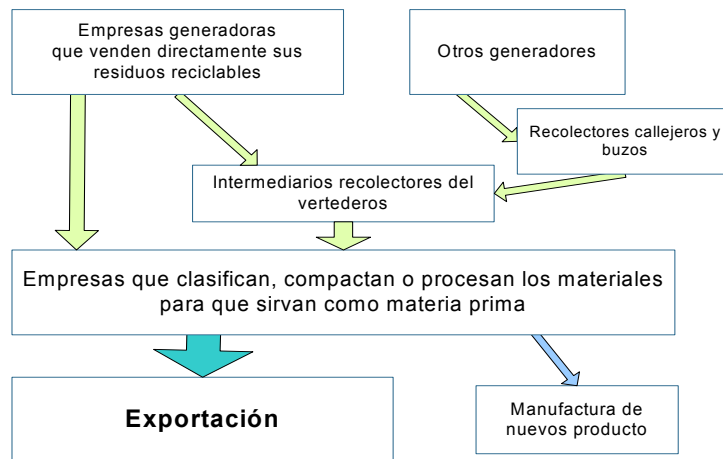 Empresas generadoras
que venden directamente sus
residuos reciclables
Otros generadores
Recolectores callejeros y
buzos
Intermediarios recolectores del
vertederos
Empresas que clasifican, compactan o procesan los materiales
para que sirvan como materia prima
Exportación
Manufactura de
nuevos producto